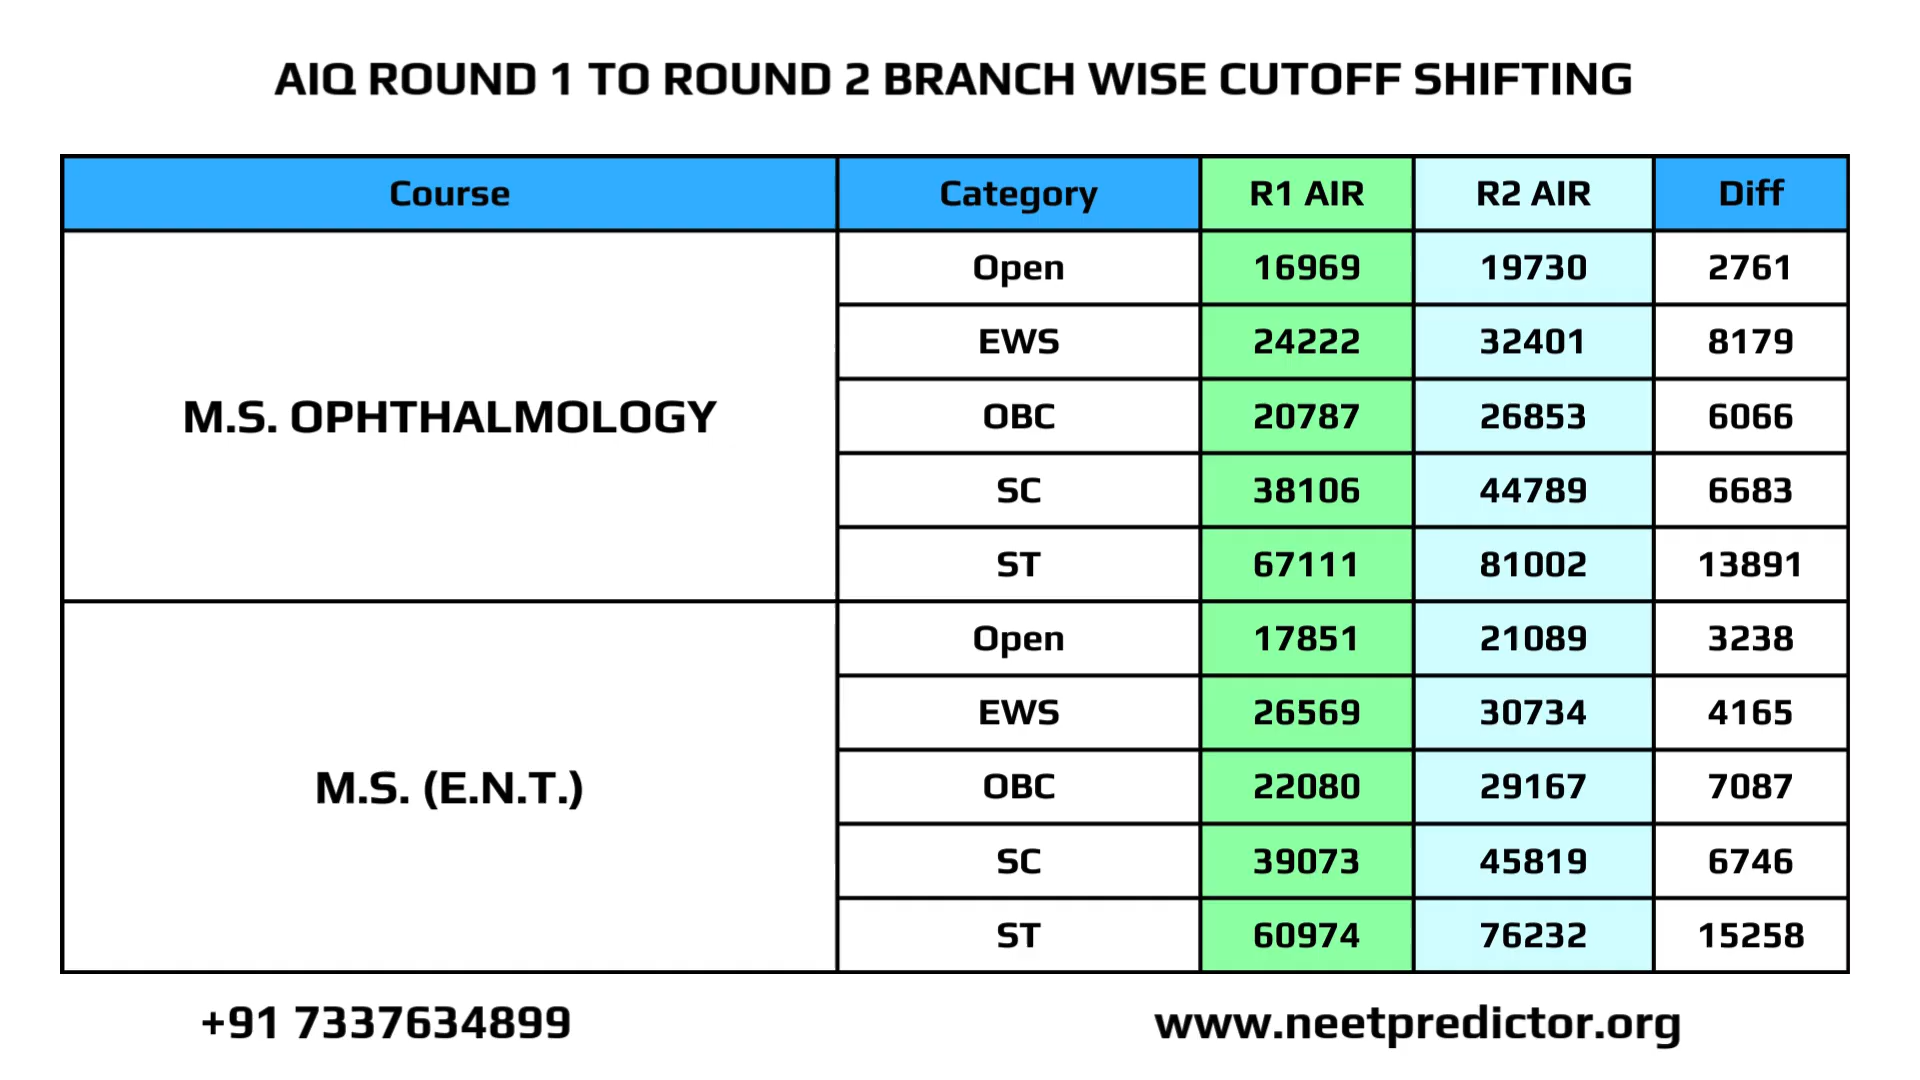 AIQ ROUND 1 TO ROUND 2 BRANCH WISE CUTOFF SHIFTING
Course Category R1 AIR R2 AIR Diff
M.S. OPHTHALMOLOGY
Open 16969 19730 2761
EWS 24222 32401 8179
OBC 20787 26853 6066
SC 38106 44789 6683
ST 67111 81002 13891
M.S. (E.N.T.)
Open 17851 21089 3238
EWS 26569 30734 4165
OBC 22080 29167 7087
SC 39073 45819 6746
ST 60974 76232 15258
+91 7337634899 www.neetpredictor.org